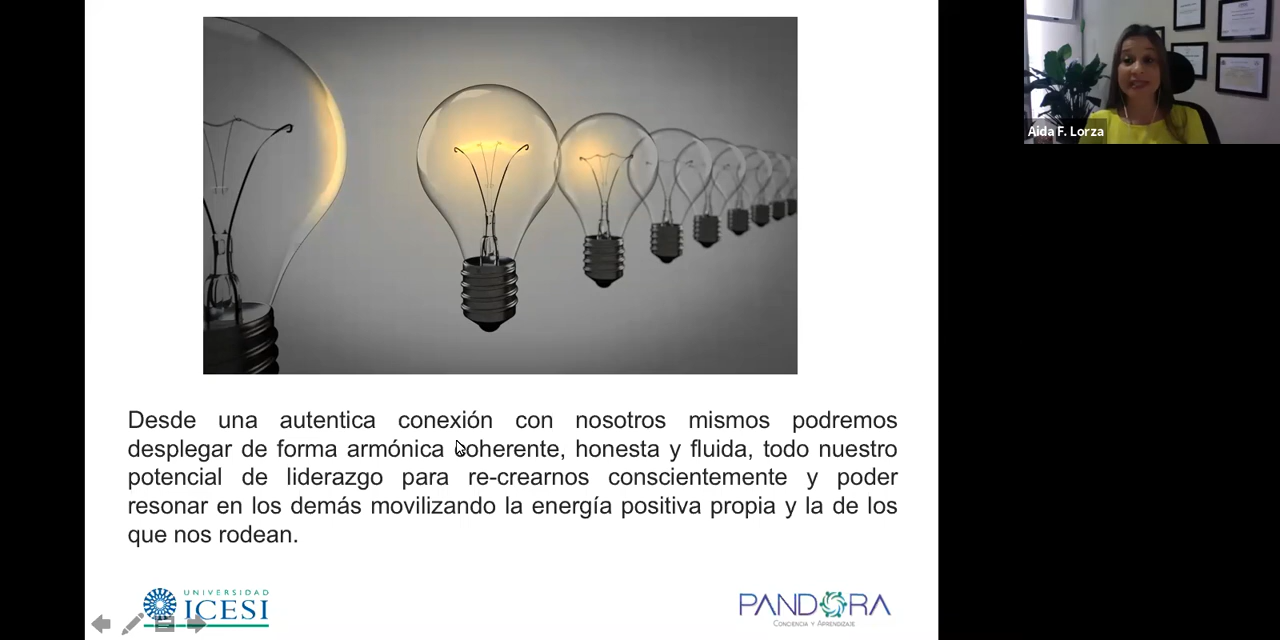 Aida F. Lorza
Desde una autentica conexión con nosotros mismos podremos
desplegar de forma armónica coherente, honesta y fluida, todo nuestro
potencial de liderazgo para re-crearnos conscientemente y poder
resonar en los demás movilizando la energía positiva propia y la de los
que nos rodean.
UNIVERSIDAD
ICESI
PANDORA
CONCIENCIA Y APRENDIZAJE